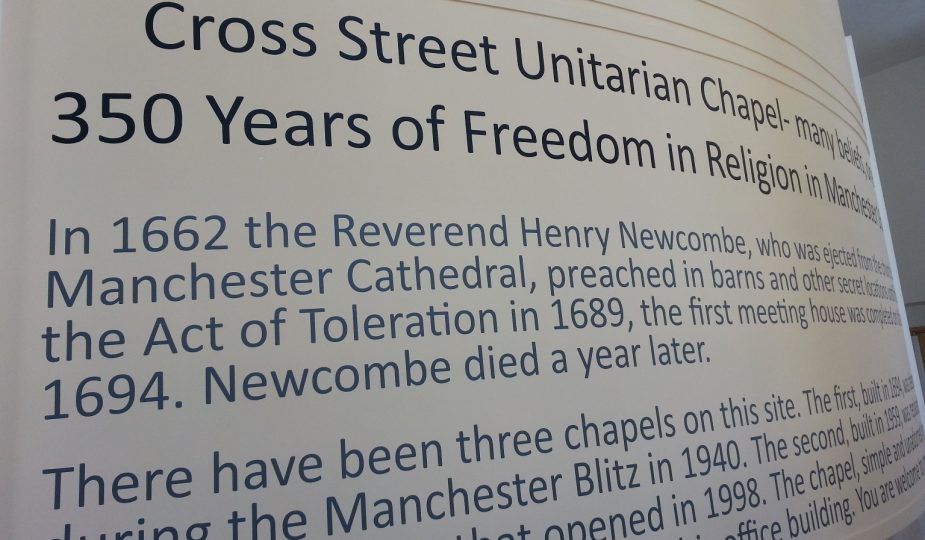 Cross Street Unitarian Chapel- many beliefs,
350 Years of Freedom in Religion in Manchester
In 1662 the Reverend Henry Newcombe, who was ejected from the
Manchester Cathedral, preached in barns and other secret locations
the Act of Toleration in 1689, the first meeting house was completed
1694. Newcombe died a year later.
There have been three chapels on this site. The first, built in 1694, was
during the Manchester Blitz in 1940. The second, built in 1959, was
that opened in 1998. The chapel, simple and
office building. You are welcome